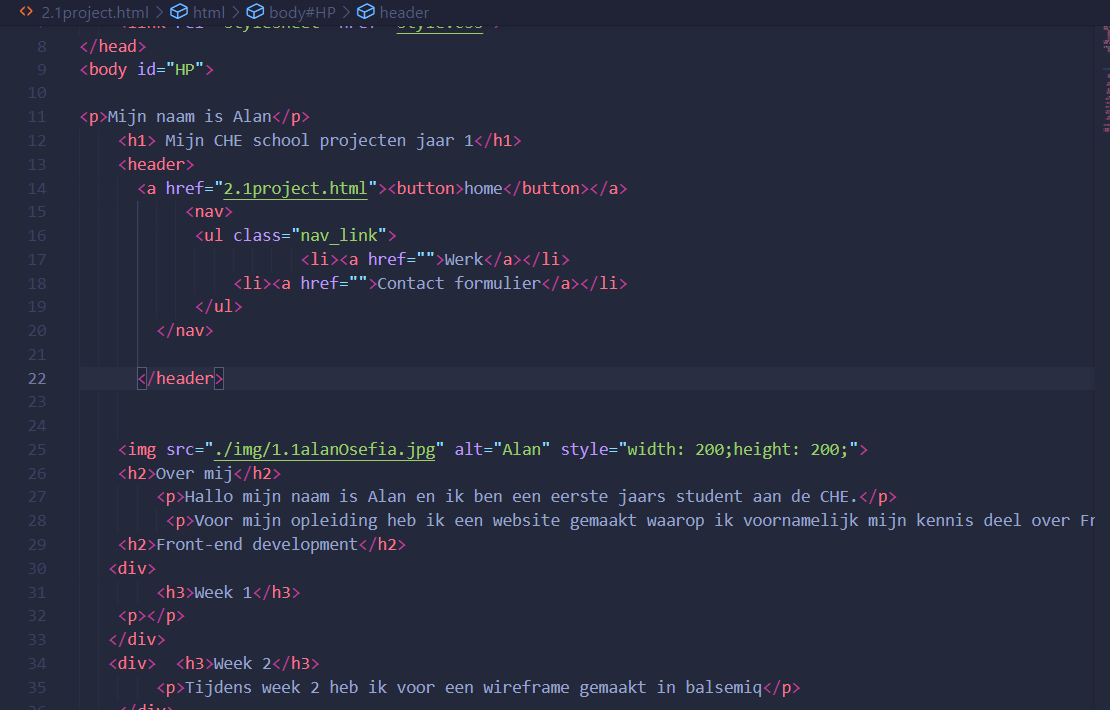 2.1project.html > html > body#HP > header
<link rel="stylesheet" href="style.css">
8 </head>
9 <body id="HP">
10
11 <p>Mijn naam is Alan</p>
12 <h1> Mijn CHE school projecten jaar 1</h1>
13 <header>
14 <a href="2.1project.html"><button>home</button></a>
15 <nav>
16 <ul class="nav_link">
17 <li><a href="">Werk</a></li>
18 <li><a href="">Contact formulier</a></li>
19 </ul>
20 </nav>
21
22 </header>
23
24
25 <img src="./img/1.1alanOsefia.jpg" alt="Alan" style="width: 200;height: 200;">
26 <h2>Over mij</h2>
27 <p>Hallo mijn naam is Alan en ik ben een eerste jaars student aan de CHE.</p>
28 <p>Voor mijn opleiding heb ik een website gemaakt waarop ik voornamelijk mijn kennis deel over
29 <h2>Front-end development</h2>
30 <div>
31 <h3>Week 1</h3>
32 <p></p>
33 </div>
34 <div> <h3>Week 2</h3>
35 <p>Tijdens week 2 heb ik voor een wireframe gemaakt in balsemiq</p>
36 </div>